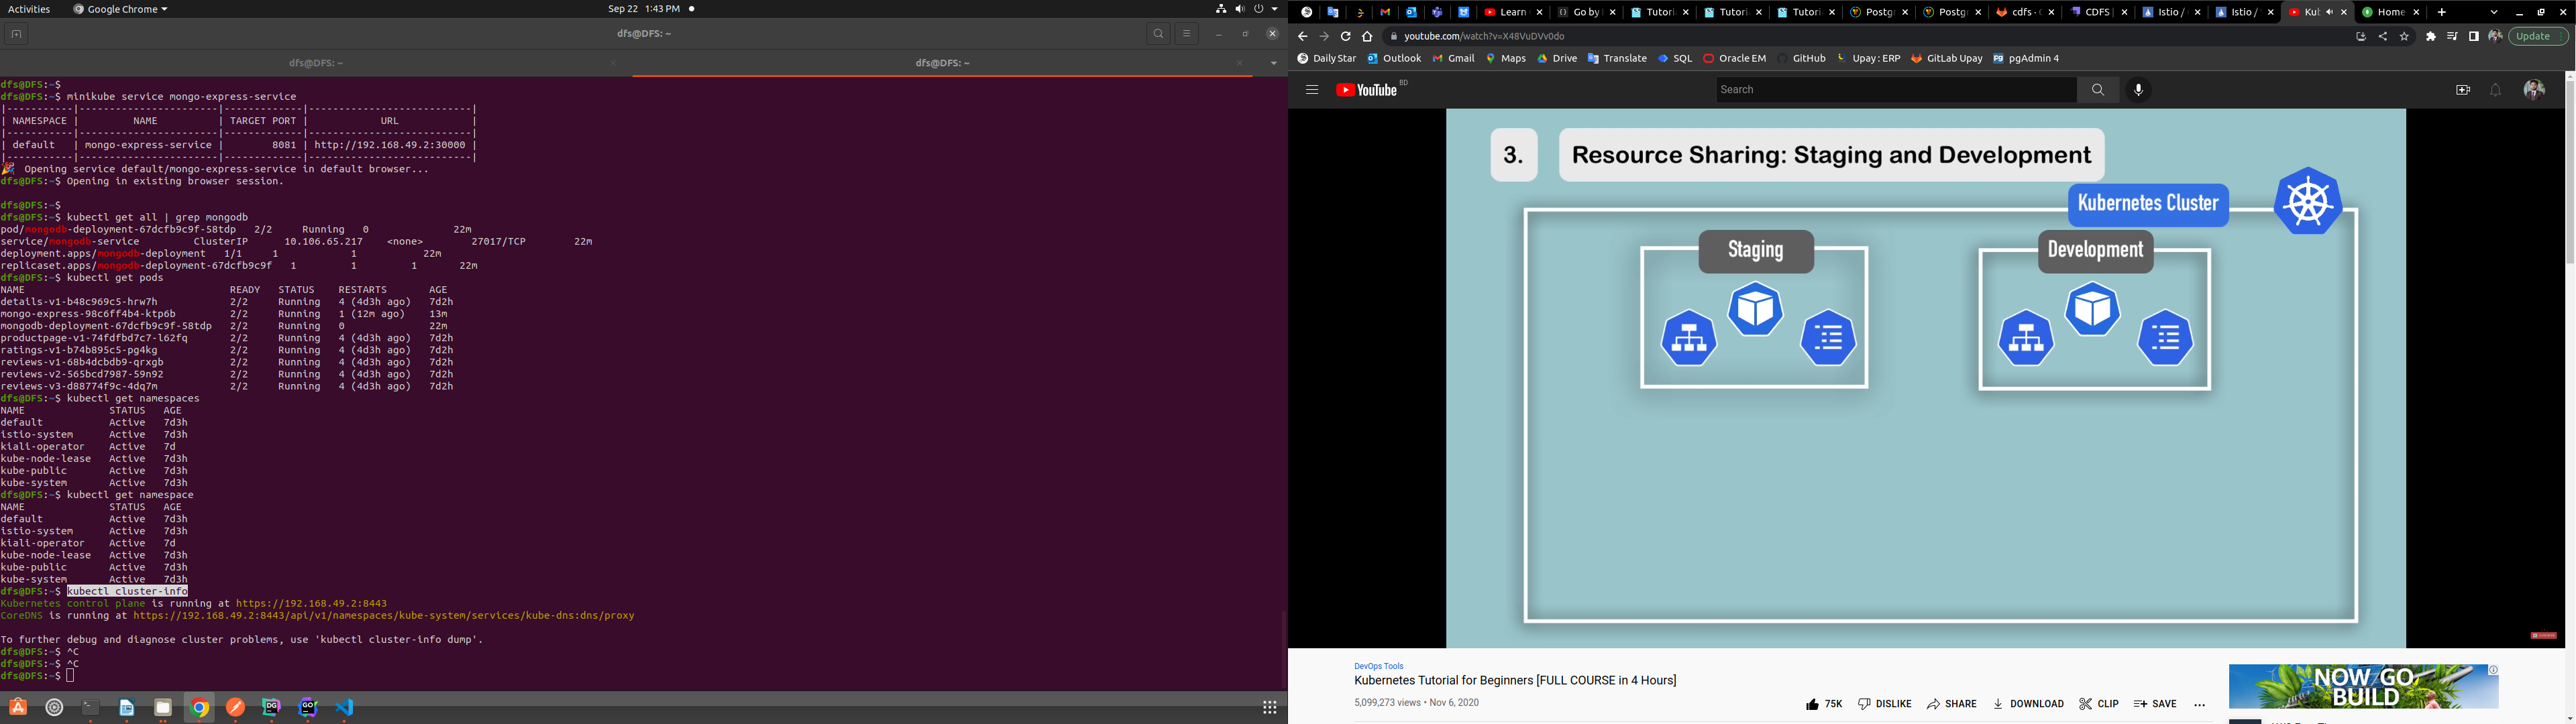 Activities Google Chrome Sep 22 1:43 PM
dfs@DFS: ~
dfs@DFS: ~ dfs@DFS: ~
dfs@DFS:~$
dfs@DFS:~$ minikube service mongo-express-service
|-----------|-----------------------|-------------|---------------------------|
| NAMESPACE | NAME | TARGET PORT | URL |
|-----------|-----------------------|-------------|---------------------------|
| default | mongo-express-service | 8081 | http://192.168.49.2:30000 |
|-----------|-----------------------|-------------|---------------------------|
🎉 Opening service default/mongo-express-service in default browser...
dfs@DFS:~$ Opening in existing browser session.
dfs@DFS:~$
dfs@DFS:~$ kubectl get all | grep mongodb
pod/mongodb-deployment-67dcfb9c9f-58tdp 2/2 Running 0 22m
service/mongodb-service ClusterIP 10.106.65.217 <none> 27017/TCP 22m
deployment.apps/mongodb-deployment 1/1 1 1 22m
replicaset.apps/mongodb-deployment-67dcfb9c9f 1 1 1 22m
dfs@DFS:~$ kubectl get pods
NAME READY STATUS RESTARTS AGE
details-v1-b48c969c5-hrw7h 2/2 Running 4 (4d3h ago) 7d2h
mongo-express-98c6ff4b4-ktp6b 2/2 Running 1 (12m ago) 13m
mongodb-deployment-67dcfb9c9f-58tdp 2/2 Running 0 22m
productpage-v1-74fdfbd7c7-l62fq 2/2 Running 4 (4d3h ago) 7d2h
ratings-v1-b74b895c5-pg4kg 2/2 Running 4 (4d3h ago) 7d2h
reviews-v1-68b4dcbdb9-qrxgb 2/2 Running 4 (4d3h ago) 7d2h
reviews-v2-565bcd7987-59n92 2/2 Running 4 (4d3h ago) 7d2h
reviews-v3-d88774f9c-4dq7m 2/2 Running 4 (4d3h ago) 7d2h
dfs@DFS:~$ kubectl get namespaces
NAME STATUS AGE
default Active 7d3h
istio-system Active 7d3h
kiali-operator Active 7d
kube-node-lease Active 7d3h
kube-public Active 7d3h
kube-system Active 7d3h
dfs@DFS:~$ kubectl get namespace
NAME STATUS AGE
default Active 7d3h
istio-system Active 7d3h
kiali-operator Active 7d
kube-node-lease Active 7d3h
kube-public Active 7d3h
kube-system Active 7d3h
dfs@DFS:~$ kubectl cluster-info
Kubernetes control plane is running at https://192.168.49.2:8443
CoreDNS is running at https://192.168.49.2:8443/api/v1/namespaces/kube-system/services/kube-dns:dns/proxy
To further debug and diagnose cluster problems, use 'kubectl cluster-info dump'.
dfs@DFS:~$ ^C
dfs@DFS:~$ ^C
dfs@DFS:~$
Learn Go by Tutori Tutori Tutori Postgr Postgr cdfs · CDFS Istio / Istio / Kub Home
youtube.com/watch?v=X48VuDVv0do Update
Daily Star Outlook Gmail Maps Drive Translate SQL Oracle EM GitHub Upay : ERP GitLab Upay pgAdmin 4
YouTube BD Search
3. Resource Sharing: Staging and Development
Kubernetes Cluster
Staging Development
DevOps Tools
Kubernetes Tutorial for Beginners [FULL COURSE in 4 Hours]
5,099,273 views • Nov 6, 2020
75K DISLIKE SHARE DOWNLOAD CLIP SAVE
NOW GO
BUILD